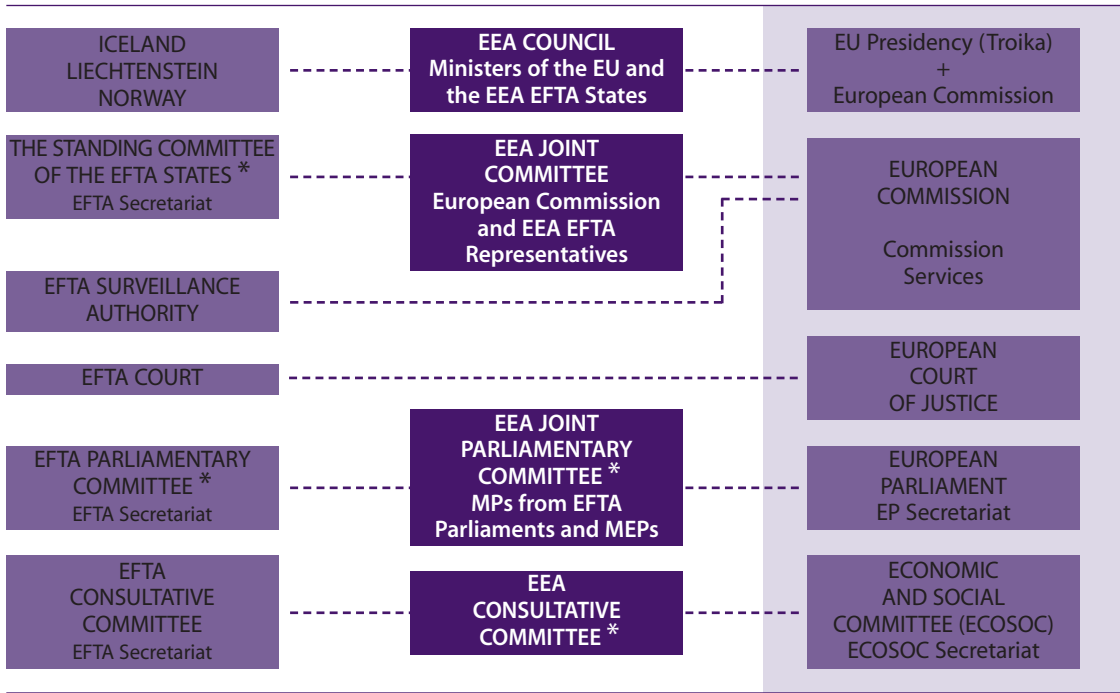 ICELAND
LIECHTENSTEIN
NORWAY
EEA COUNCIL
Ministers of the EU and
the EEA EFTA States
EU Presidency (Troika)
+
European Commission
THE STANDING COMMITTEE
OF THE EFTA STATES *
EFTA Secretariat
EEA JOINT
COMMITTEE
European Commission
and EEA EFTA
Representatives
EUROPEAN
COMMISSION
Commission
Services
EFTA SURVEILLANCE
AUTHORITY
EFTA COURT
EUROPEAN
COURT
OF JUSTICE
EFTA PARLIAMENTARY
COMMITTEE *
EFTA Secretariat
EEA JOINT
PARLIAMENTARY
COMMITTEE *
MPs from EFTA
Parliaments and MEPs
EUROPEAN
PARLIAMENT
EP Secretariat
EFTA
CONSULTATIVE
COMMITTEE
EFTA Secretariat
EEA
CONSULTATIVE
COMMITTEE *
ECONOMIC
AND SOCIAL
COMMITTEE (ECOSOC)
ECOSOC Secretariat